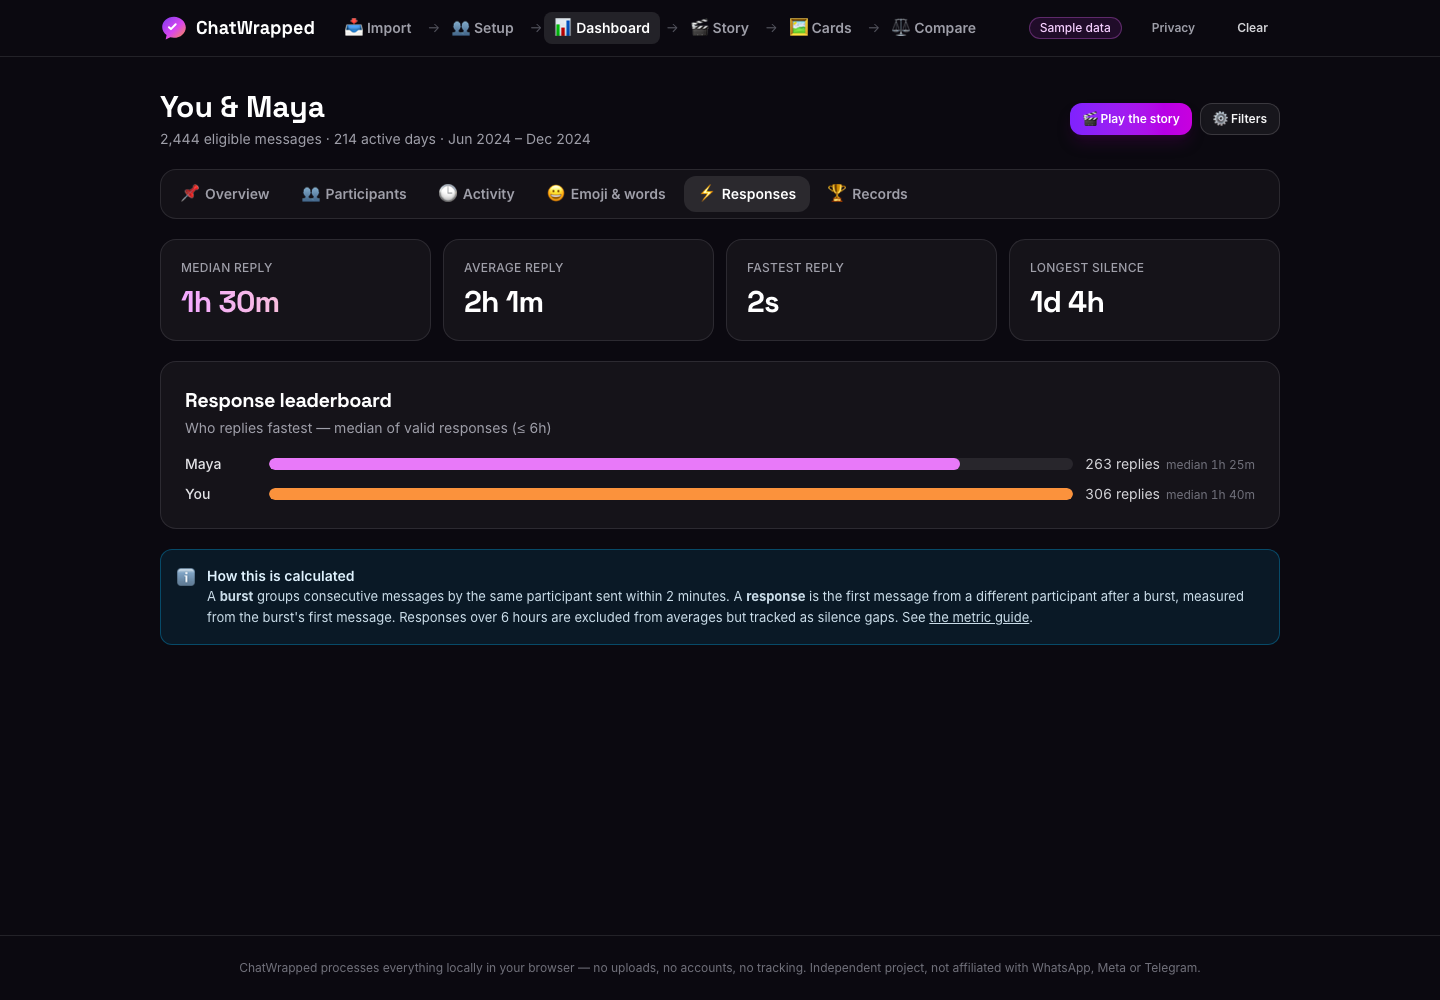 ChatWrapped
Import → Setup → Dashboard → Story → Cards → Compare
Sample data
Privacy
Clear
You & Maya
2,444 eligible messages · 214 active days · Jun 2024 – Dec 2024
Play the story
Filters
Overview
Participants
Activity
Emoji & words
Responses
Records
MEDIAN REPLY
1h 30m
AVERAGE REPLY
2h 1m
FASTEST REPLY
2s
LONGEST SILENCE
1d 4h
Response leaderboard
Who replies fastest — median of valid responses (≤ 6h)
Maya 263 replies median 1h 25m
You 306 replies median 1h 40m
How this is calculated
A burst groups consecutive messages by the same participant sent within 2 minutes. A response is the first message from a different participant after a burst, measured
from the burst's first message. Responses over 6 hours are excluded from averages but tracked as silence gaps. See the metric guide.
ChatWrapped processes everything locally in your browser — no uploads, no accounts, no tracking. Independent project, not affiliated with WhatsApp, Meta or Telegram.